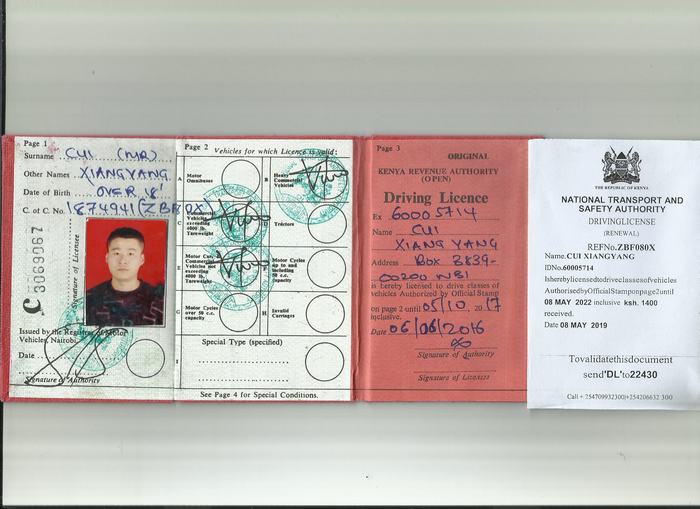 Page 1
Surname CUI (MR)
Other Names XIANGYANG
Date of Birth OVER '18'
C. of C. No.
C 3069067
Signature of Licensee
Issued by the Registrar of Motor
Vehicles, Nairobi.
Date
Signature of Authority
Page 2 Vehicles for which Licence is valid:
A Motor
Omnibuses
B Heavy
Commercial
Vehicles
Commercial
Vehicles not
exceeding
4000 lb.
Tareweight
Tractors
Motor Cars
Vehicles not
exceeding
4000 lb.
Tareweight
Motor Cycles
up to and
including
50 c.c.
capacity
G Motor Cycles
over 50 c.c.
capacity
H Invalid
Carriages
I Special Type (specified)
See Page 4 for Special Conditions.
Page 3
ORIGINAL
KENYA REVENUE AUTHORITY
(OPEN)
Driving Licence
Ex 60005714
Name CUI
XIANG YANG
Address Box 3839-
00200 NBI
is hereby licensed to drive classes of
vehicles Authorized by Official Stamp
on page 2 until 05/10/2017
inclusive.
Date 06/06/2016
Signature of Authority
Signature of Licensee
THE REPUBLIC OF KENYA
NATIONAL TRANSPORT AND
SAFETY AUTHORITY
DRIVINGLICENSE
(RENEWAL)
REFNo.ZBF080X
Name.CUI XIANGYANG
IDNo.60005714
Isherebylicensedtodriveclassesofvehicles
AuthorisedbyOfficialStamponpage2until
08 MAY 2022 inclusive ksh. 1400
received.
Date 08 MAY 2019
Tovalidatethisdocument
send'DL'to22430
Call + 254709932300|+254206632 300